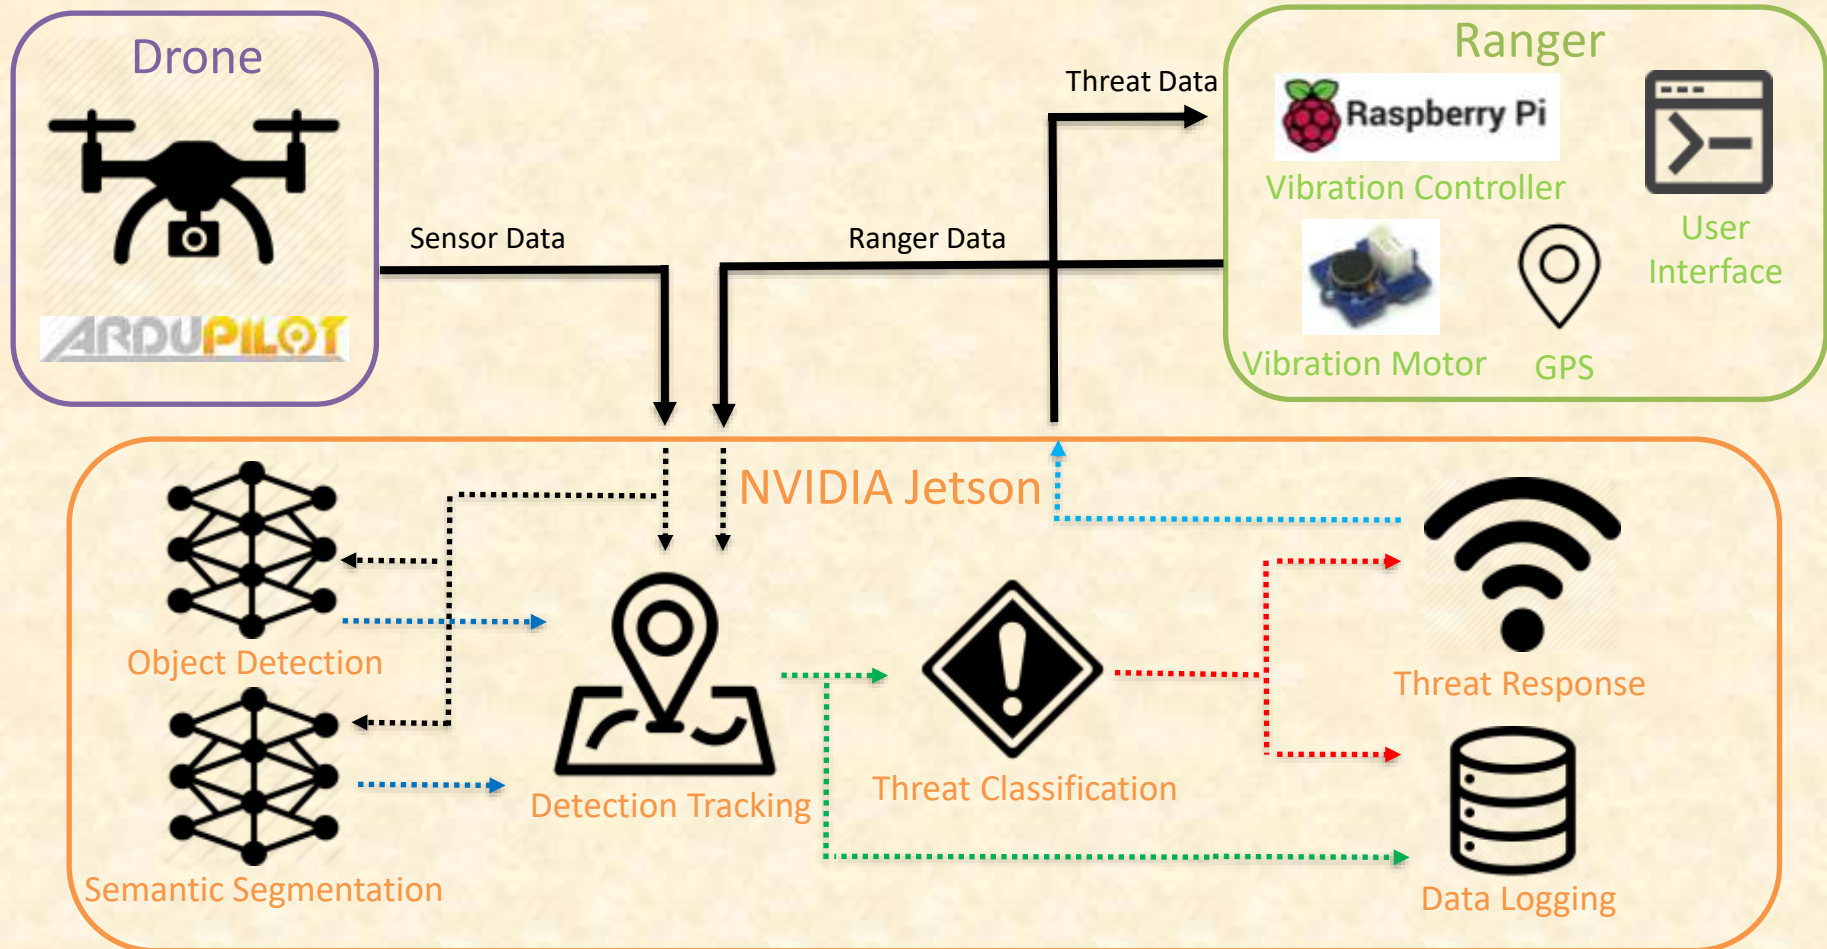 Drone
ARDUPILOT
Sensor Data
Ranger Data
Threat Data
Ranger
Raspberry Pi
Vibration Controller
User
Interface
Vibration Motor
GPS
NVIDIA Jetson
Object Detection
Semantic Segmentation
Detection Tracking
Threat Classification
Threat Response
Data Logging